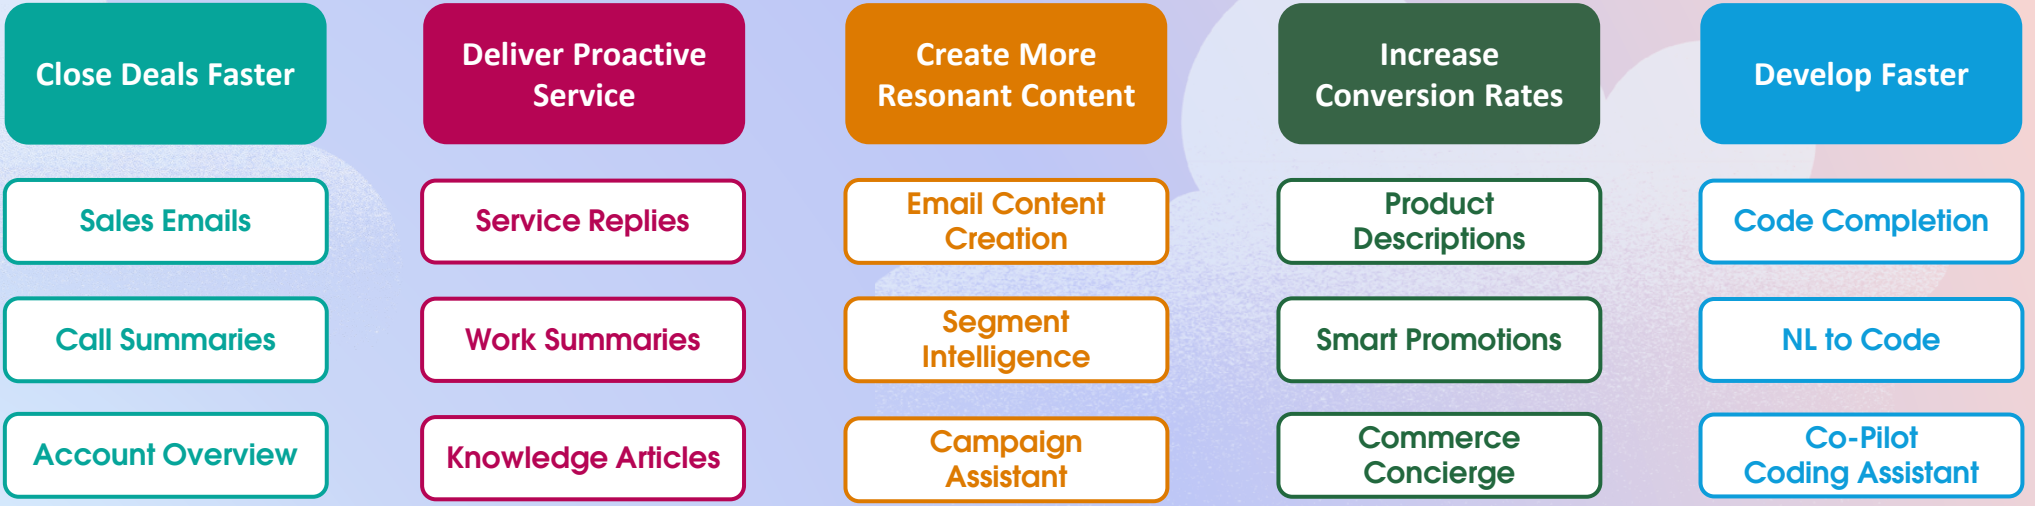 Close Deals Faster
Deliver Proactive
Service
Create More
Resonant Content
Increase
Conversion Rates
Develop Faster
Sales Emails
Service Replies
Email Content
Creation
Product
Descriptions
Code Completion
Call Summaries
Work Summaries
Segment
Intelligence
Smart Promotions
NL to Code
Account Overview
Knowledge Articles
Campaign
Assistant
Commerce
Concierge
Co-Pilot
Coding Assistant